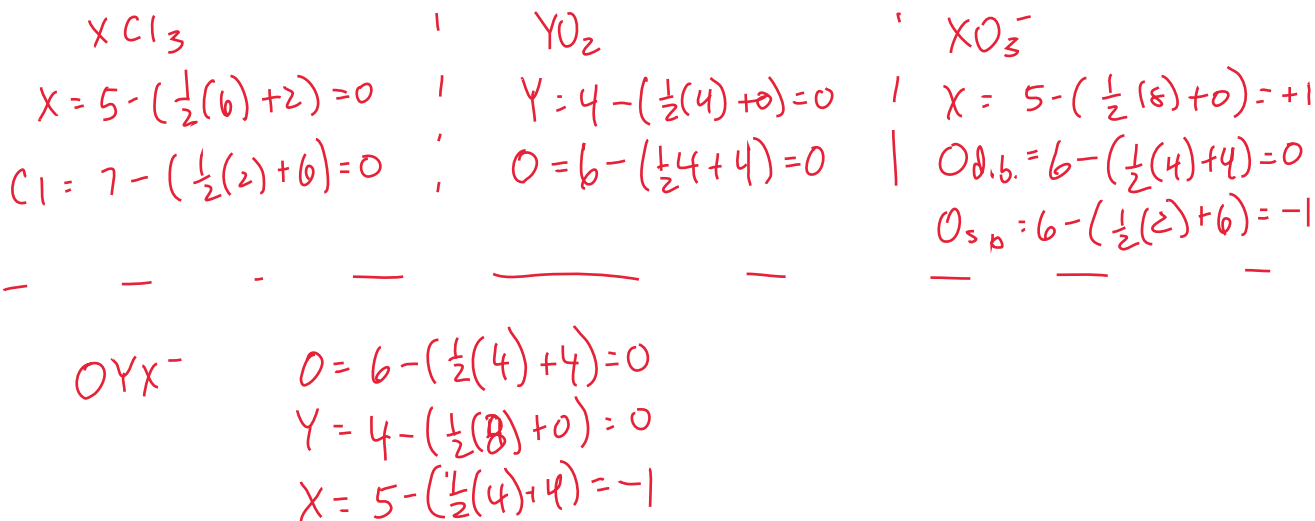 XCl₃
X = 5 - (½(6) + 2) = 0
Cl = 7 - (½(2) + 6) = 0
YO₂
Y = 4 - (½(4) + 0) = 0
O = 6 - (½4 + 4) = 0
XO₃⁻
X = 5 - (½(8) + 0) = +1
Od.b. = 6 - (½(4) + 4) = 0
Os b = 6 - (½(2) + 6) = -1
OYX⁻
O = 6 - (½(4) + 4) = 0
Y = 4 - (½(8) + 0) = 0
X = 5 - (½(4) + 4) = -1